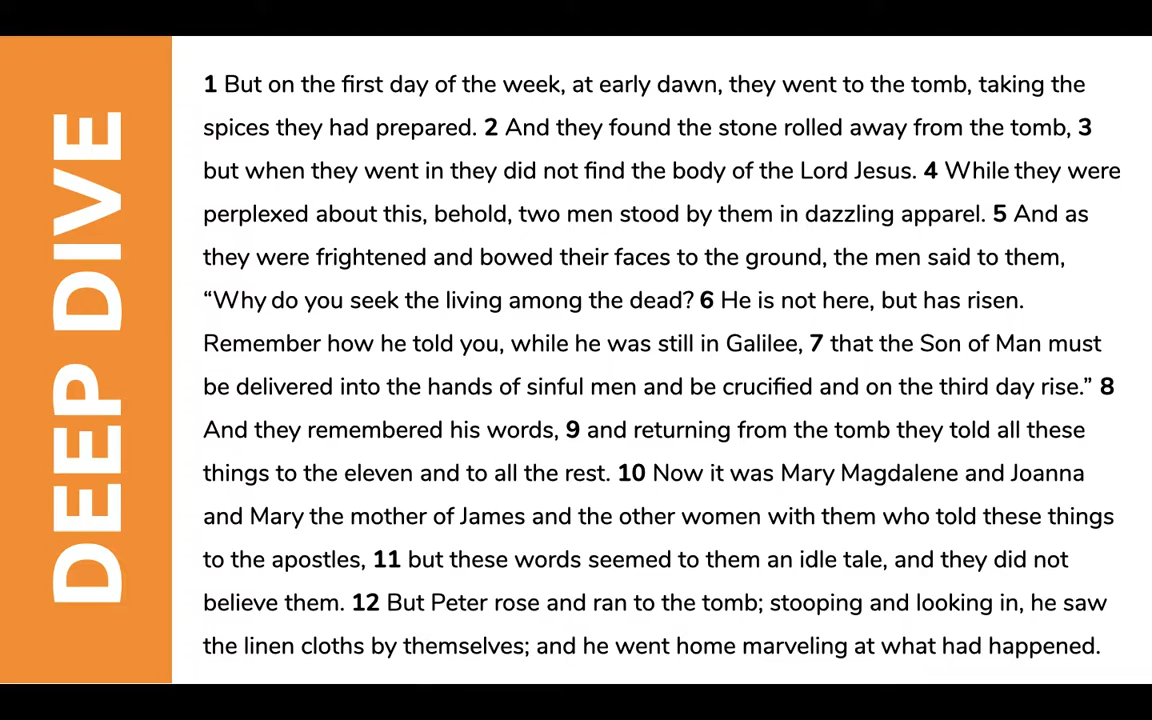 DEEP DIVE
1 But on the first day of the week, at early dawn, they went to the tomb, taking the
spices they had prepared. 2 And they found the stone rolled away from the tomb, 3
but when they went in they did not find the body of the Lord Jesus. 4 While they were
perplexed about this, behold, two men stood by them in dazzling apparel. 5 And as
they were frightened and bowed their faces to the ground, the men said to them,
“Why do you seek the living among the dead? 6 He is not here, but has risen.
Remember how he told you, while he was still in Galilee, 7 that the Son of Man must
be delivered into the hands of sinful men and be crucified and on the third day rise.” 8
And they remembered his words, 9 and returning from the tomb they told all these
things to the eleven and to all the rest. 10 Now it was Mary Magdalene and Joanna
and Mary the mother of James and the other women with them who told these things
to the apostles, 11 but these words seemed to them an idle tale, and they did not
believe them. 12 But Peter rose and ran to the tomb; stooping and looking in, he saw
the linen cloths by themselves; and he went home marveling at what had happened.